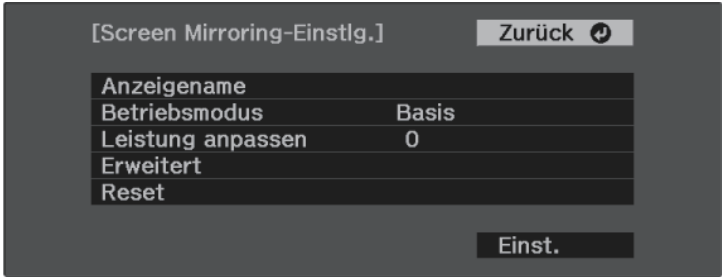 [Screen Mirroring-Einstlg.]
Zurück
Anzeigename
Betriebsmodus Basis
Leistung anpassen 0
Erweitert
Reset
Einst.